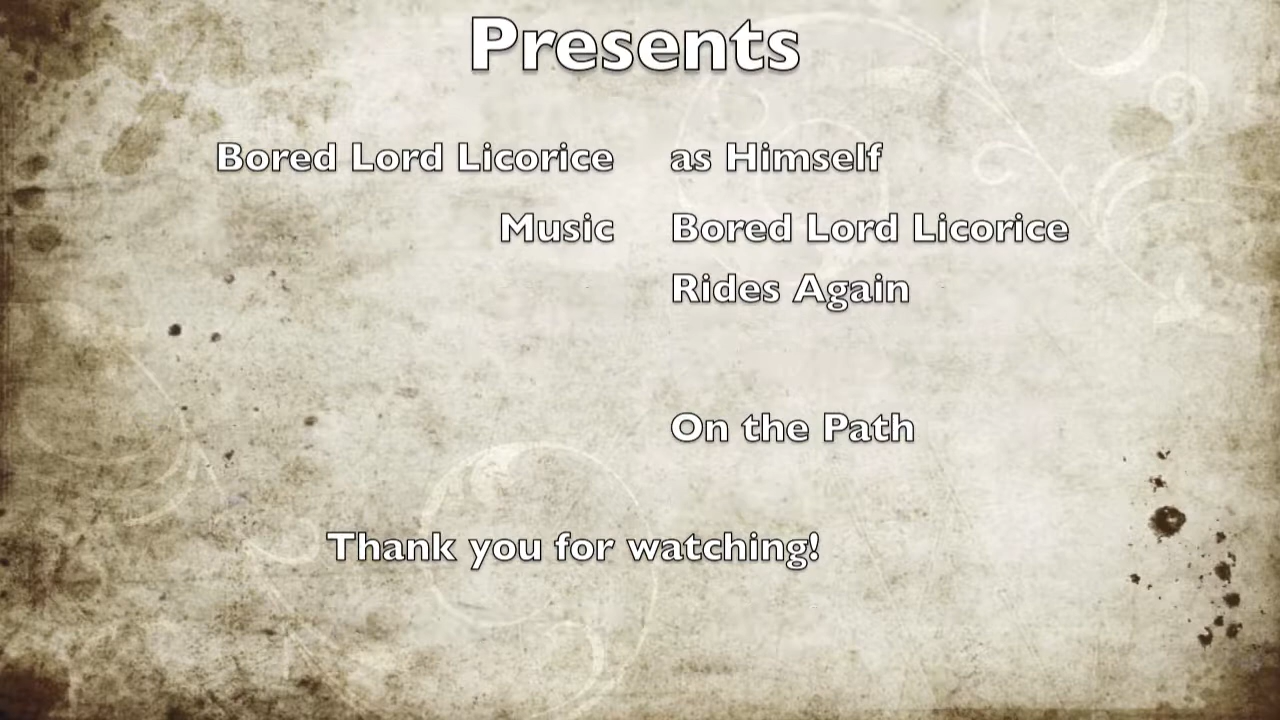 Presents
Bored Lord Licorice as Himself
Music Bored Lord Licorice
Rides Again
On the Path
Thank you for watching!